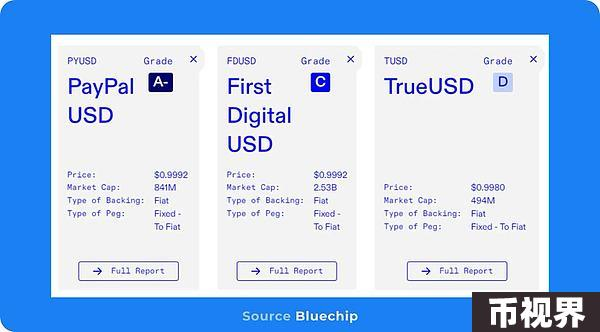 PYUSD
Grade
×
PayPal
A-
USD
Price: $0.9992
Market Cap: 841M
Type of Backing: Fiat
Type of Peg: Fixed -
To Fiat
→ Full Report
FDUSD
Grade
×
First
C
Digital
USD
Price: $0.9992
Market Cap: 2.53B
Type of Backing: Fiat
Type of Peg: Fixed -
To Fiat
→ Full Report
TUSD
Grade
×
TrueUSD
D
Price: $0.9980
Market Cap: 494M
Type of Backing: Fiat
Type of Peg: Fixed - To Fiat
→ Full Report
Source Bluechip
币视界